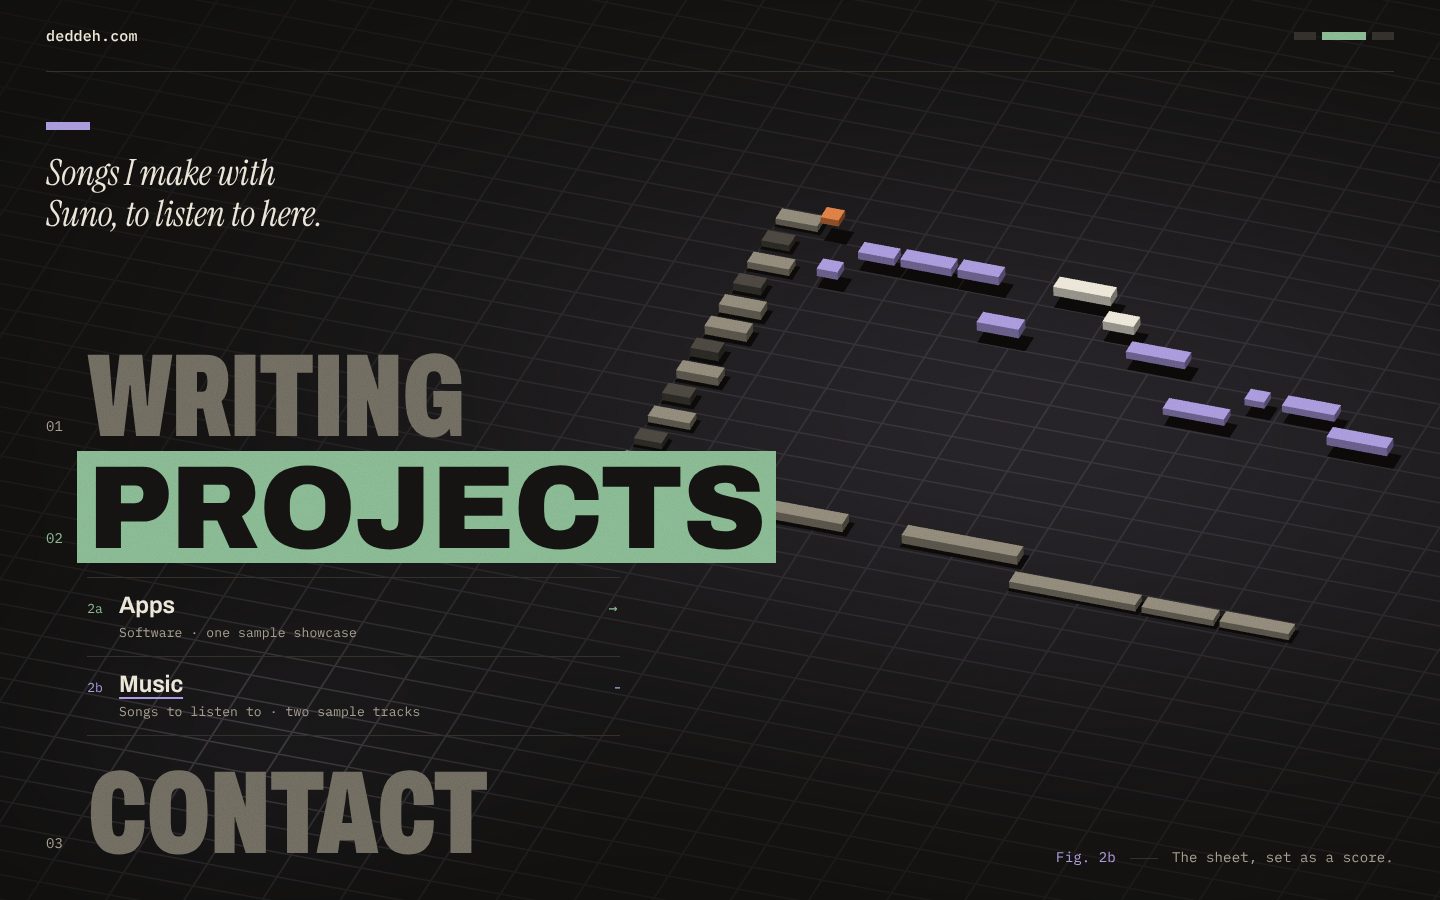 deddeh.com
Songs I make with
Suno, to listen to here.
01 WRITING
02 PROJECTS
2a Apps →
Software · one sample showcase
2b Music –
Songs to listen to · two sample tracks
03 CONTACT
Fig. 2b — The sheet, set as a score.